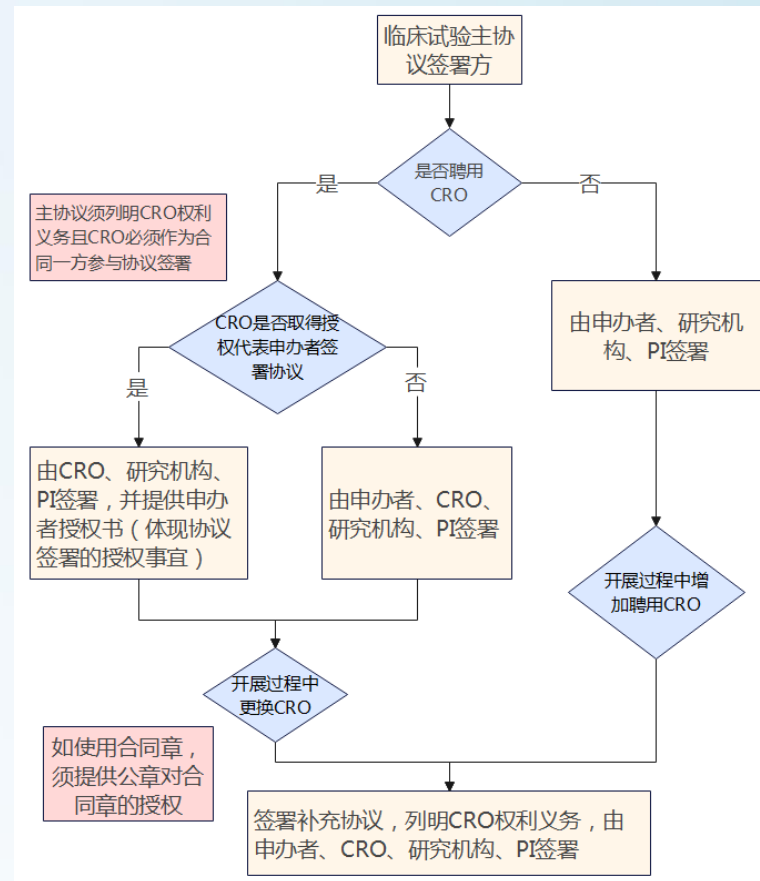 临床试验主协
议签署方
是否聘用
CRO
是
否
主协议须列明CRO权利
义务且CRO必须作为合
同一方参与协议签署
CRO是否取得授
权代表申办者签
署协议
由申办者、研究机
构、PI签署
是
否
由CRO、研究机构、
PI签署，并提供申办
者授权书（体现协议
签署的授权事宜）
由申办者、CRO、
研究机构、PI签署
开展过程中增
加聘用CRO
开展过程中
更换CRO
如使用合同章，
须提供公章对合
同章的授权
签署补充协议，列明CRO权利义务，由
申办者、CRO、研究机构、PI签署